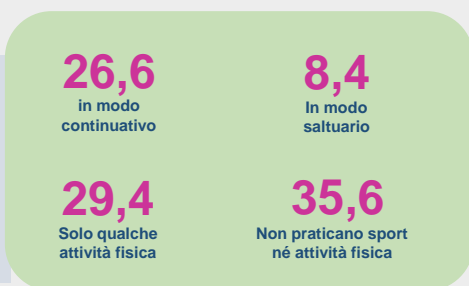 26,6
in modo
continuativo
8,4
In modo
saltuario
29,4
Solo qualche
attività fisica
35,6
Non praticano sport
né attività fisica